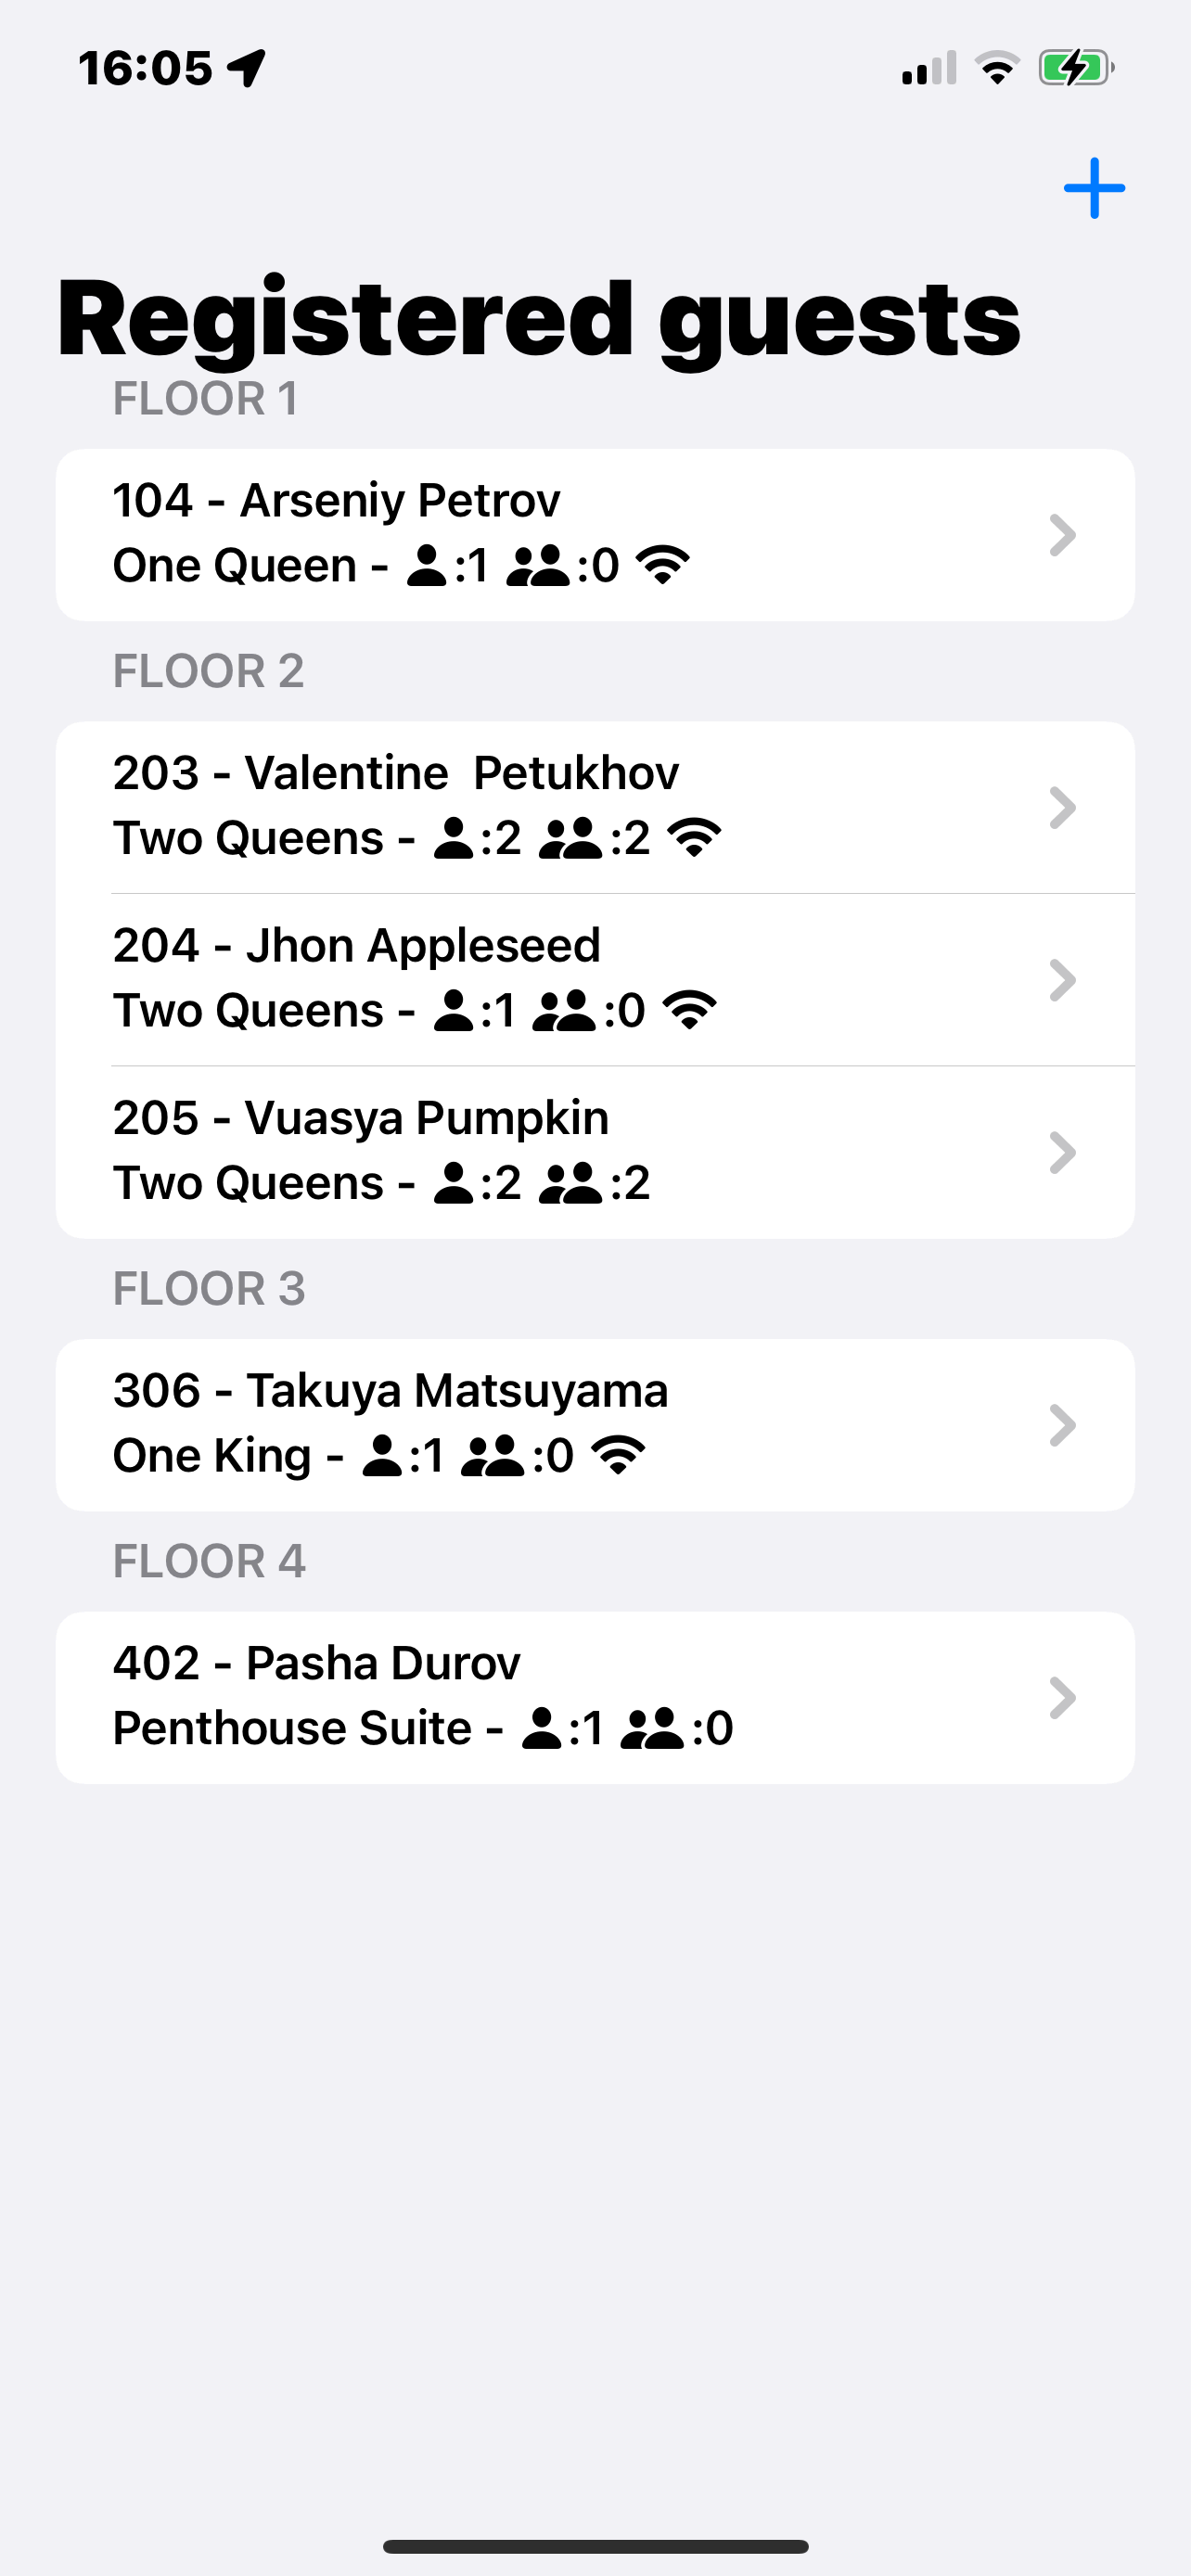 16:05
Registered guests
FLOOR 1
104 - Arseniy Petrov
One Queen - :1 :0
FLOOR 2
203 - Valentine  Petukhov
Two Queens - :2 :2
204 - Jhon Appleseed
Two Queens - :1 :0
205 - Vuasya Pumpkin
Two Queens - :2 :2
FLOOR 3
306 - Takuya Matsuyama
One King - :1 :0
FLOOR 4
402 - Pasha Durov
Penthouse Suite - :1 :0